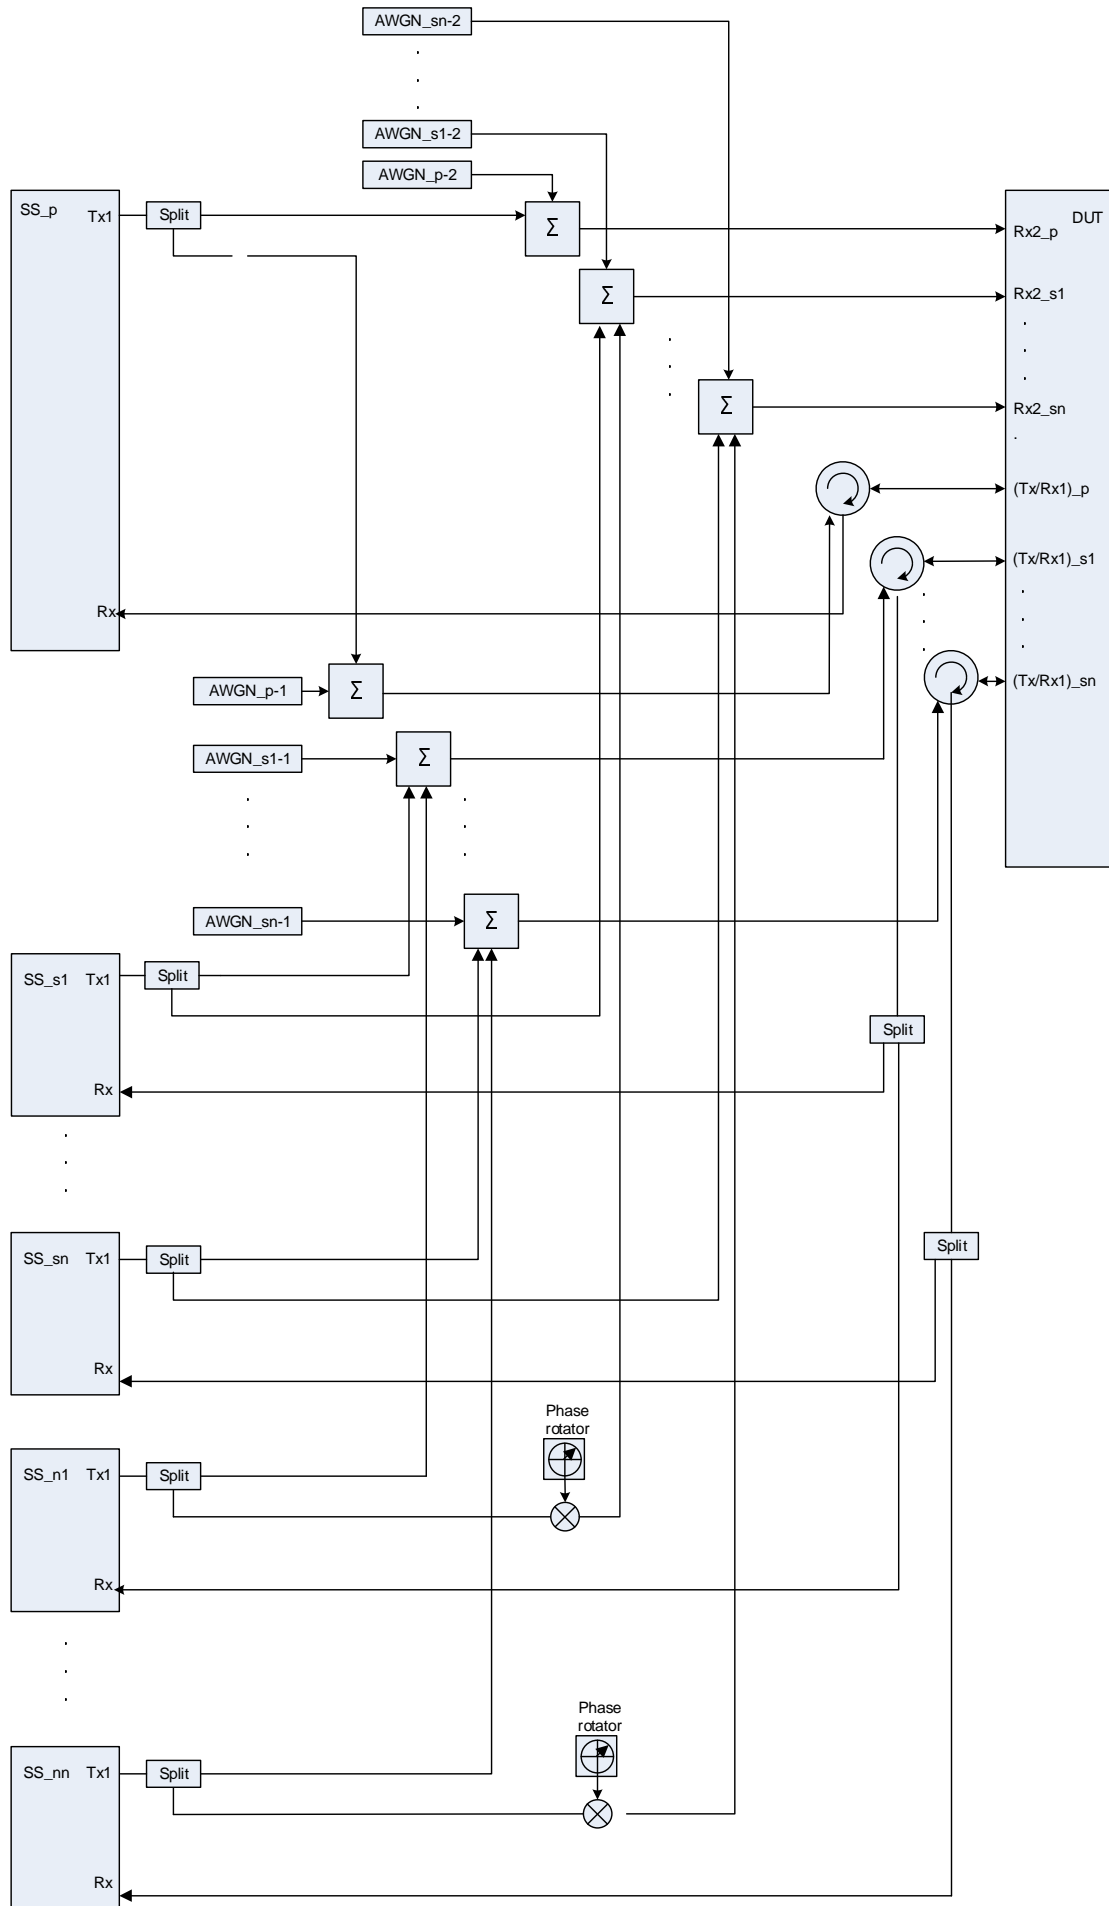 AWGN_sn-2
AWGN_s1-2
AWGN_p-2
SS_p
Tx1
Split
Σ
DUT
Rx2_p
Σ
Rx2_s1
Σ
Rx2_sn
(Tx/Rx1)_p
(Tx/Rx1)_s1
Rx
AWGN_p-1
Σ
(Tx/Rx1)_sn
AWGN_s1-1
Σ
AWGN_sn-1
Σ
SS_s1
Tx1
Split
Split
Rx
SS_sn
Tx1
Split
Split
Rx
Phase
rotator
SS_n1
Tx1
Split
Rx
Phase
rotator
SS_nn
Tx1
Split
Rx